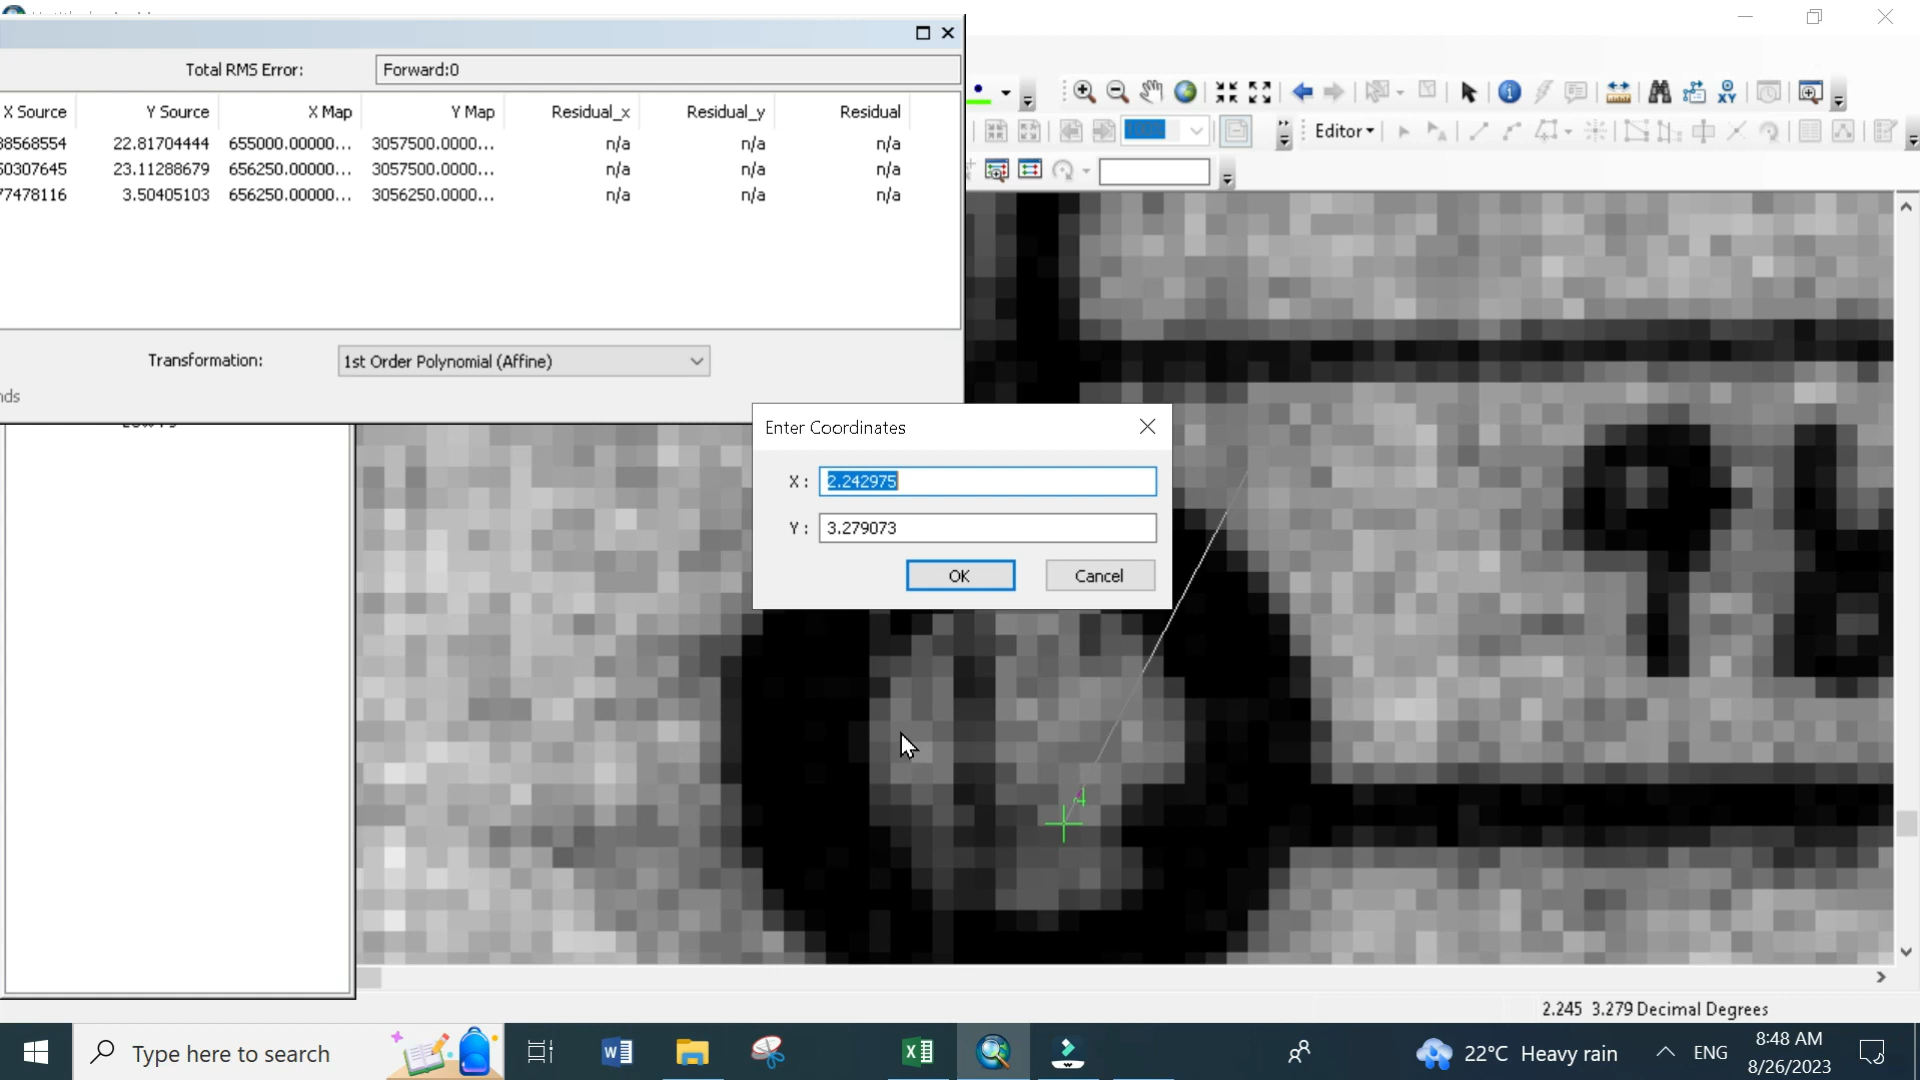 Total RMS Error: Forward:0
X Source Y Source X Map Y Map Residual_x Residual_y Residual
38568554 22.81704444 655000.00000... 3057500.0000... n/a n/a n/a
50307645 23.11288679 656250.00000... 3057500.0000... n/a n/a n/a
77478116 3.50405103 656250.00000... 3056250.0000... n/a n/a n/a
Editor
Transformation: 1st Order Polynomial (Affine)
nds
Enter Coordinates
X: 2.242975
Y: 3.279073
OK Cancel
4
2.245 3.279 Decimal Degrees
Type here to search
22°C Heavy rain
ENG
8:48 AM
8/26/2023